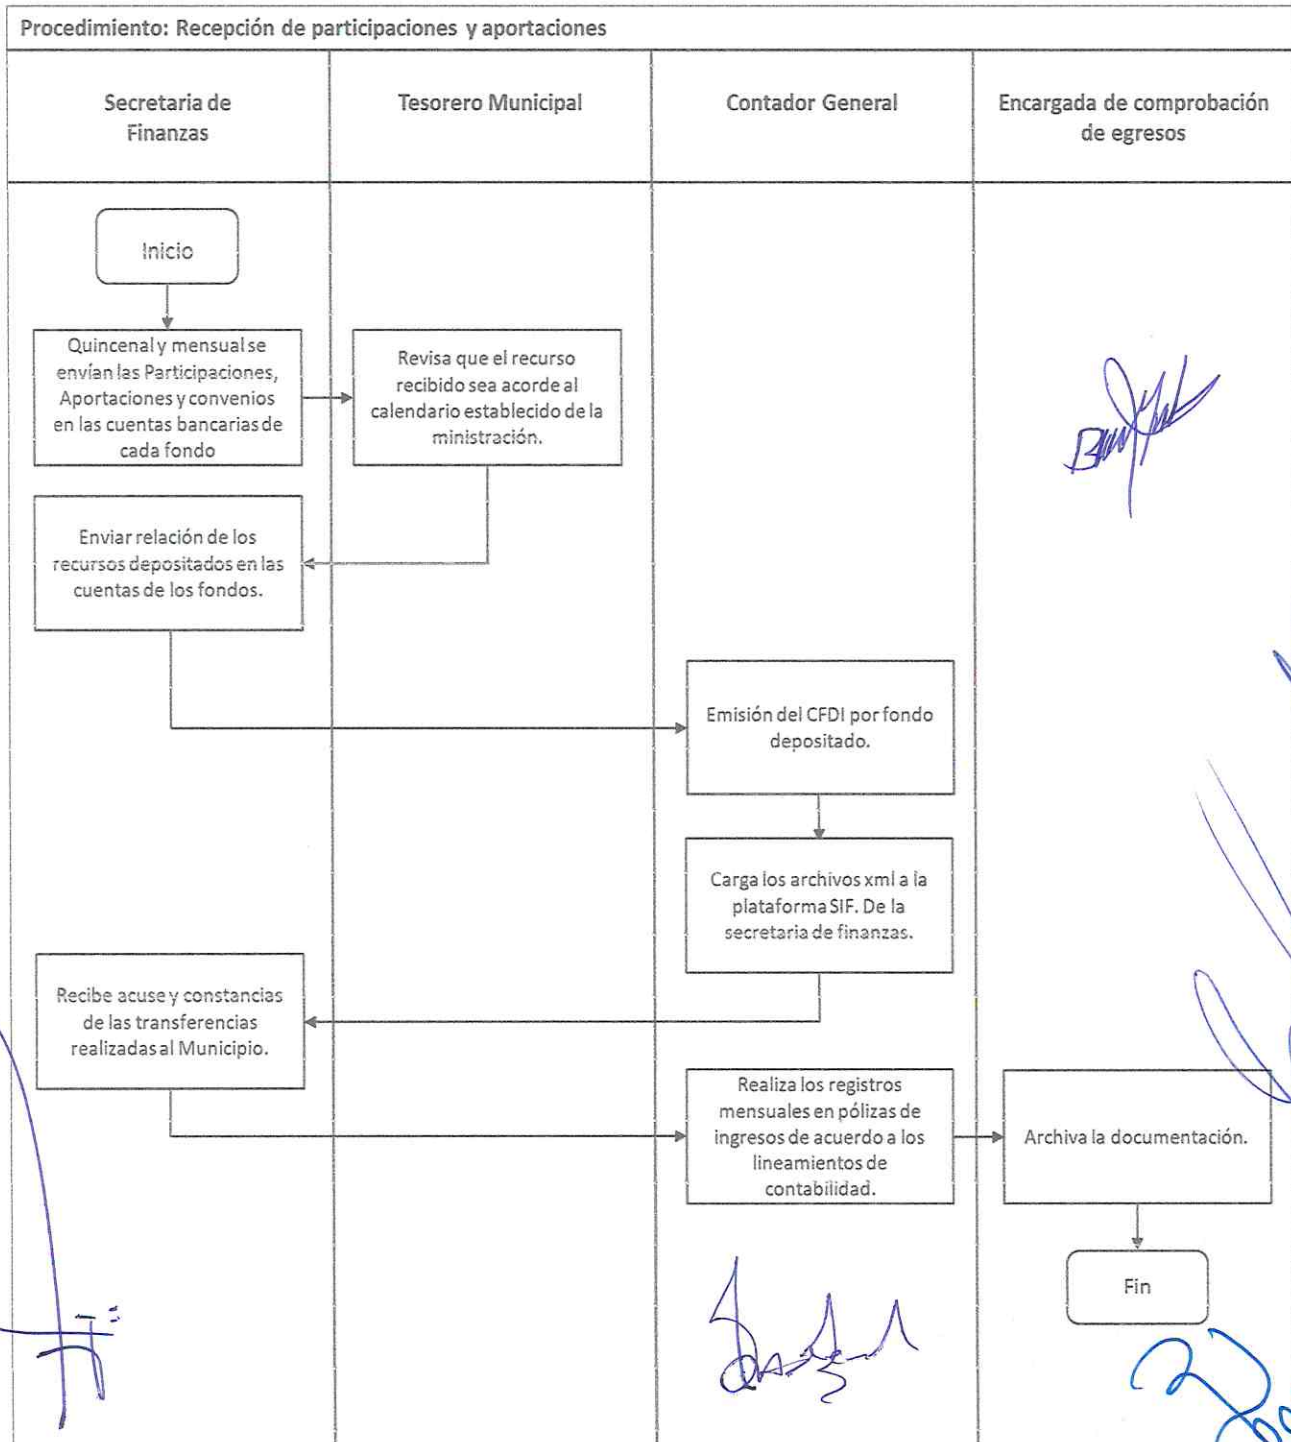 Procedimiento: Recepción de participaciones y aportaciones
Secretaria de
Finanzas
Tesorero Municipal
Contador General
Encargada de comprobación
de egresos
Inicio
Quincenal y mensual se
envían las Participaciones,
Aportaciones y convenios
en las cuentas bancarias de
cada fondo
Revisa que el recurso
recibido sea acorde al
calendario establecido de la
ministración.
Enviar relación de los
recursos depositados en las
cuentas de los fondos.
Emisión del CFDI por fondo
depositado.
Carga los archivos xml a la
plataforma SIF. De la
secretaria de finanzas.
Recibe acuse y constancias
de las transferencias
realizadas al Municipio.
Realiza los registros
mensuales en pólizas de
ingresos de acuerdo a los
lineamientos de
contabilidad.
Archiva la documentación.
Fin